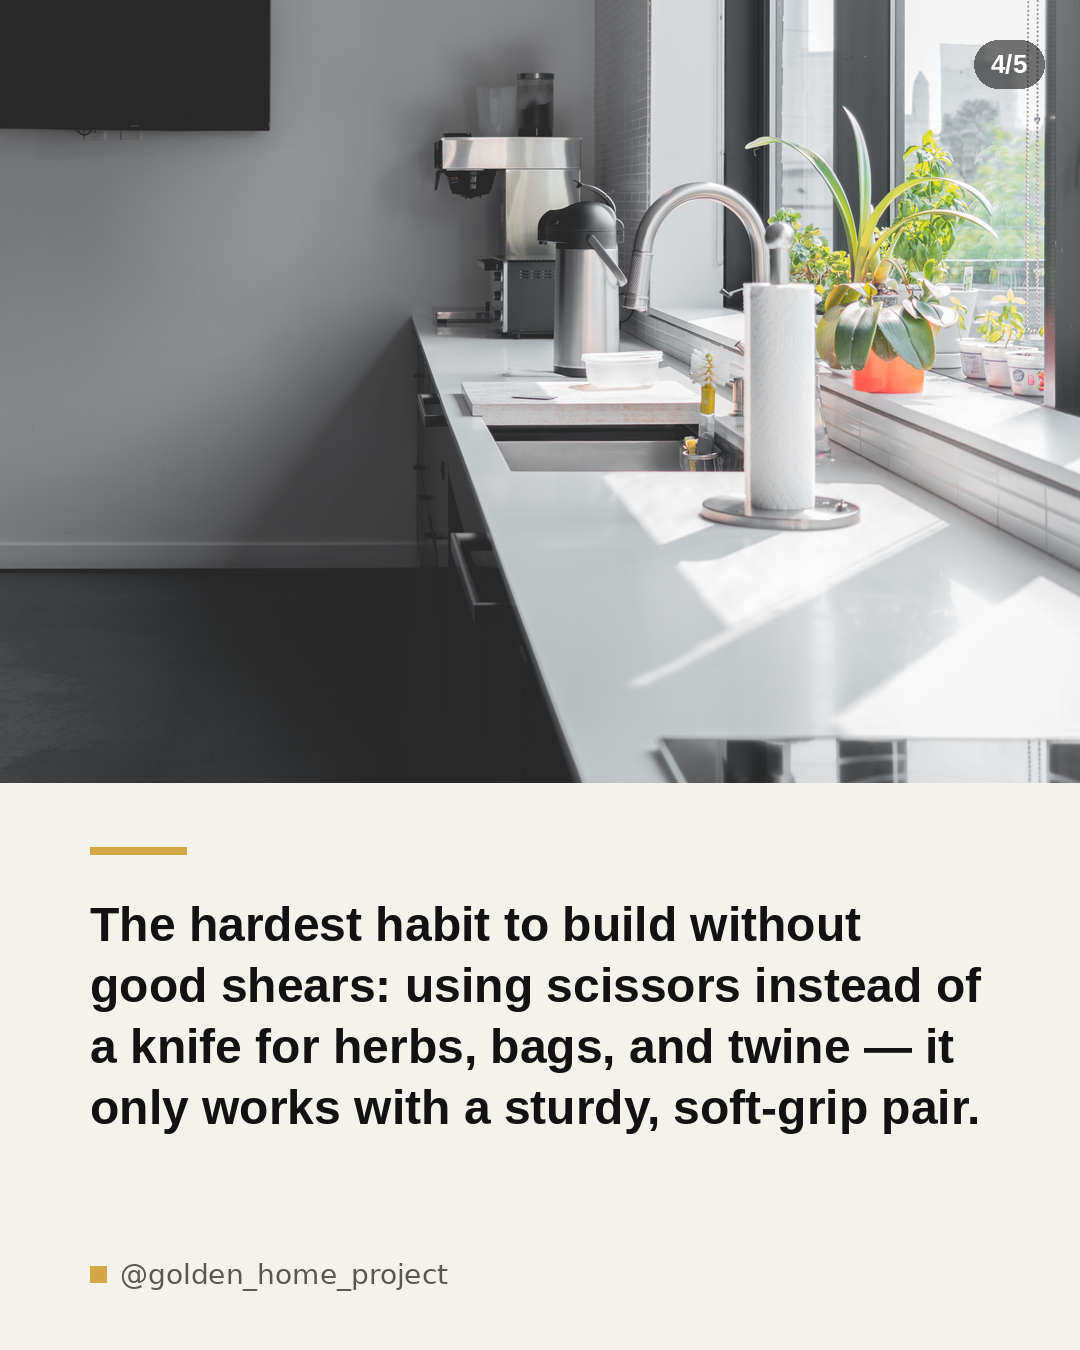 4/5
The hardest habit to build without
good shears: using scissors instead of
a knife for herbs, bags, and twine — it
only works with a sturdy, soft-grip pair.
@golden_home_project